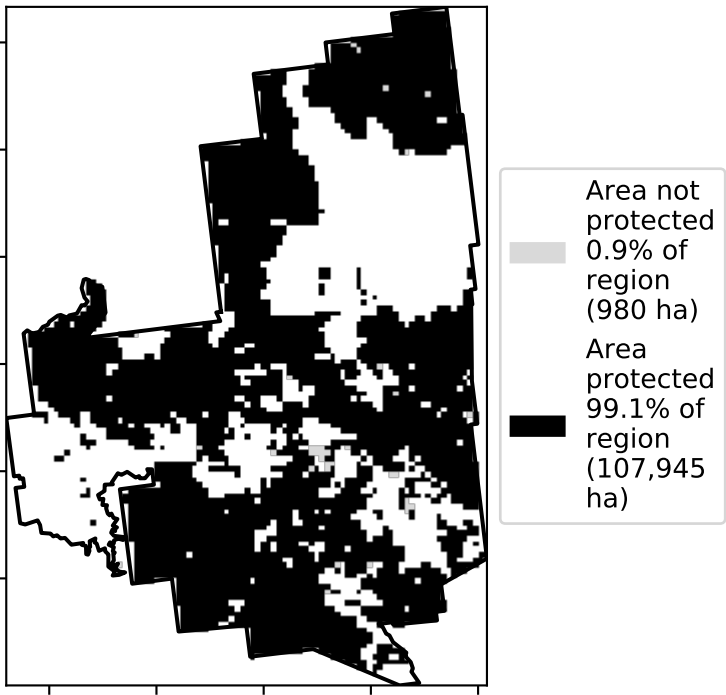 Area not
protected
0.9% of
region
(980 ha)
Area
protected
99.1% of
region
(107,945
ha)